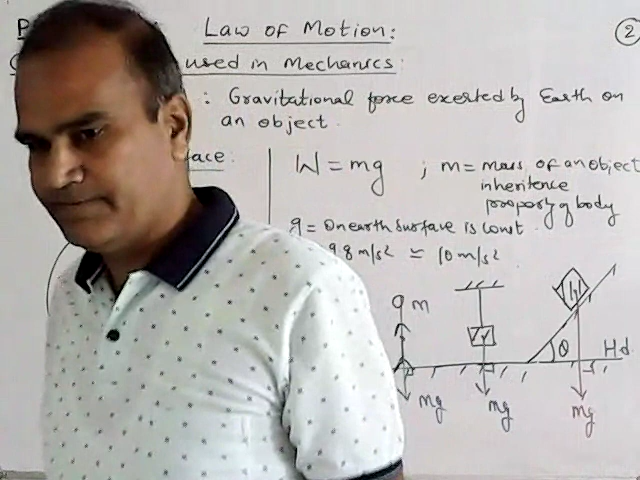 P Law of Motion: 2
used in Mechanics:
: Gravitational force exerted by Earth on
an object.
face:
W = mg ; m = mass of an object
inheritence
property of body
g = On earth surface is const.
9.8 m/s² ≃ 10 m/s²
m
θ
Hd
mg
mg
mg